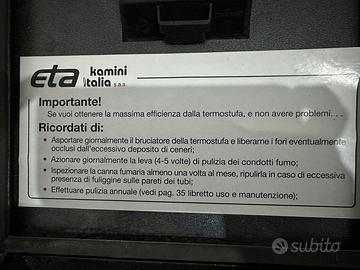 eta kamini
italia s.a.s.
Importante!
Se vuoi ottenere la massima efficienza dalla termostufa, e non avere problemi. . .
Ricordati di:
• Asportare giornalmente il bruciatore della termostufa e liberarne i fori eventualmente
occlusi dall'eccessivo deposito di ceneri;
• Azionare giornalmente la leva (4-5 volte) di pulizia dei condotti fumo;
• Ispezionare la canna fumaria almeno una volta al mese, ripulirla in caso di eccessiva
presenza di fuliggine sulle pareti dei tubi;
• Effettuare pulizia annuale (vedi pag. 35 libretto uso e manutenzione);
subito